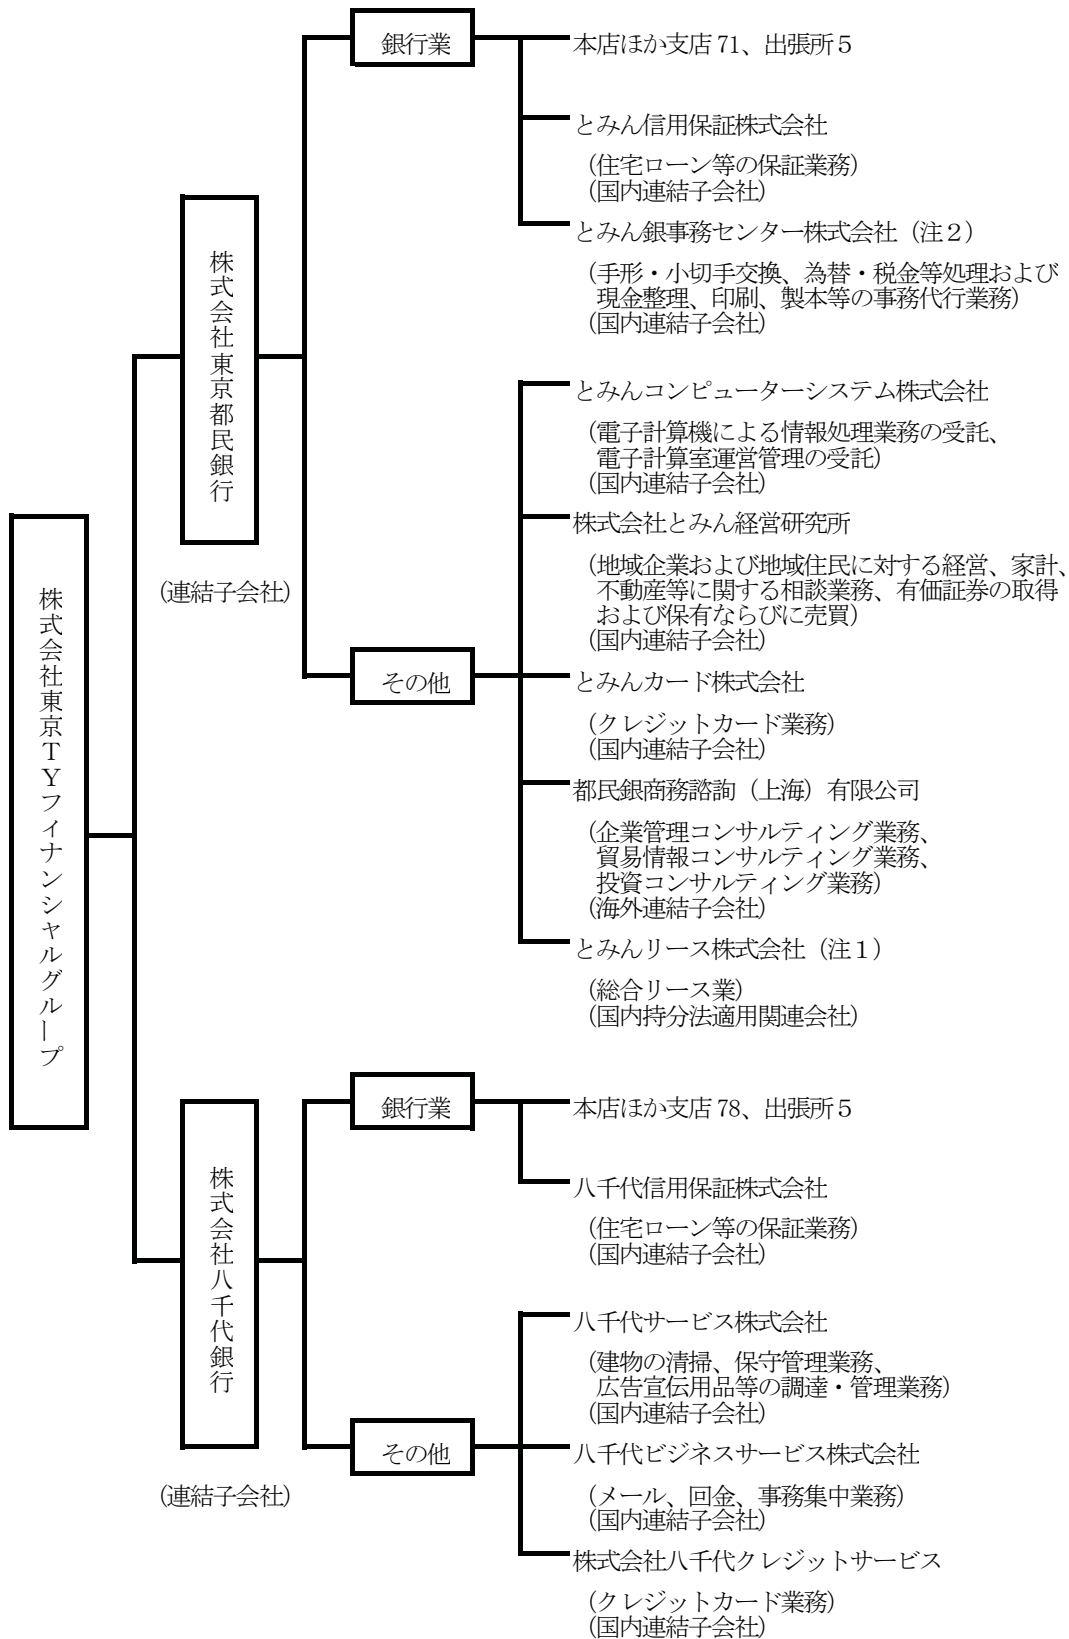 株式会社東京ＴＹフィナンシャルグループ
株式会社東京都民銀行
（連結子会社）
銀行業
本店ほか支店 71、出張所５
とみん信用保証株式会社
（住宅ローン等の保証業務）
（国内連結子会社）
とみん銀事務センター株式会社（注２）
（手形・小切手交換、為替・税金等処理および
現金整理、印刷、製本等の事務代行業務）
（国内連結子会社）
その他
とみんコンピューターシステム株式会社
（電子計算機による情報処理業務の受託、
電子計算室運営管理の受託）
（国内連結子会社）
株式会社とみん経営研究所
（地域企業および地域住民に対する経営、家計、
不動産等に関する相談業務、有価証券の取得
および保有ならびに売買）
（国内連結子会社）
とみんカード株式会社
（クレジットカード業務）
（国内連結子会社）
都民銀商務諮詢（上海）有限公司
（企業管理コンサルティング業務、
貿易情報コンサルティング業務、
投資コンサルティング業務）
（海外連結子会社）
とみんリース株式会社（注１）
（総合リース業）
（国内持分法適用関連会社）
株式会社八千代銀行
（連結子会社）
銀行業
本店ほか支店 78、出張所５
八千代信用保証株式会社
（住宅ローン等の保証業務）
（国内連結子会社）
その他
八千代サービス株式会社
（建物の清掃、保守管理業務、
広告宣伝用品等の調達・管理業務）
（国内連結子会社）
八千代ビジネスサービス株式会社
（メール、回金、事務集中業務）
（国内連結子会社）
株式会社八千代クレジットサービス
（クレジットカード業務）
（国内連結子会社）